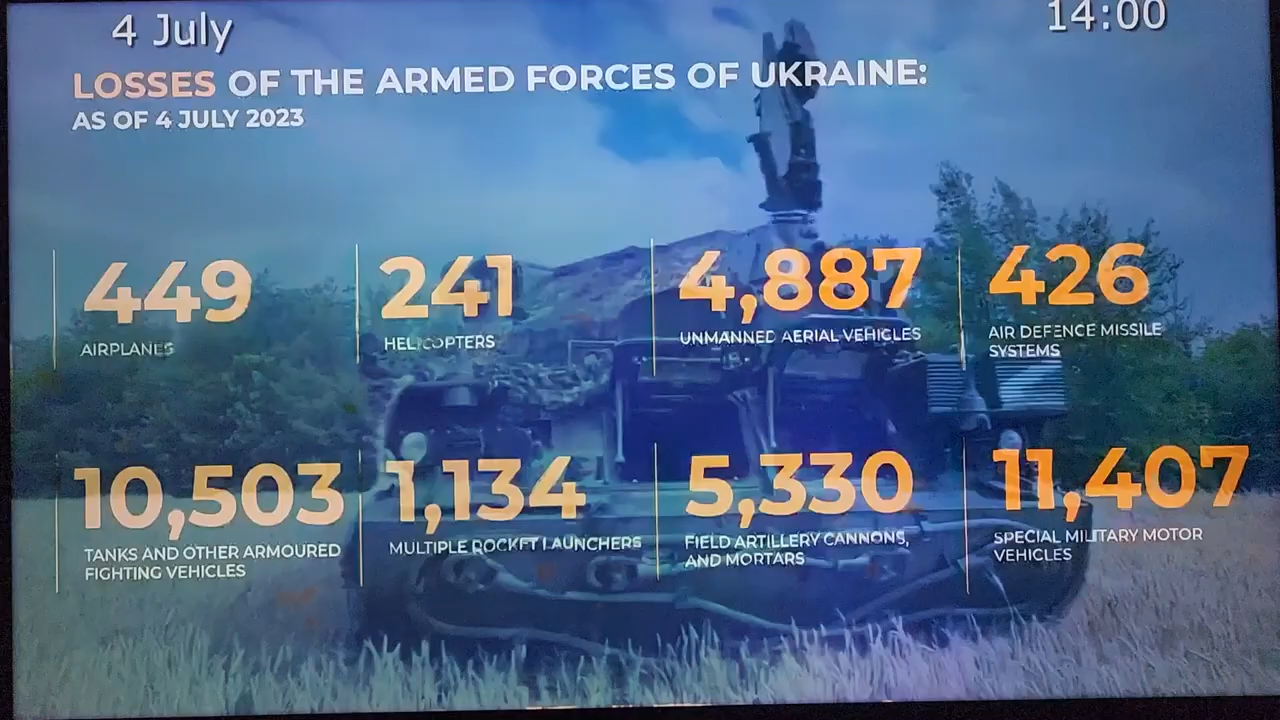 4 July
14:00
LOSSES OF THE ARMED FORCES OF UKRAINE:
AS OF 4 JULY 2023
449
AIRPLANES
241
HELICOPTERS
4,887
UNMANNED AERIAL VEHICLES
426
AIR DEFENCE MISSILE
SYSTEMS
10,503
TANKS AND OTHER ARMOURED
FIGHTING VEHICLES
1,134
MULTIPLE ROCKET LAUNCHERS
5,330
FIELD ARTILLERY CANNONS,
AND MORTARS
11,407
SPECIAL MILITARY MOTOR
VEHICLES